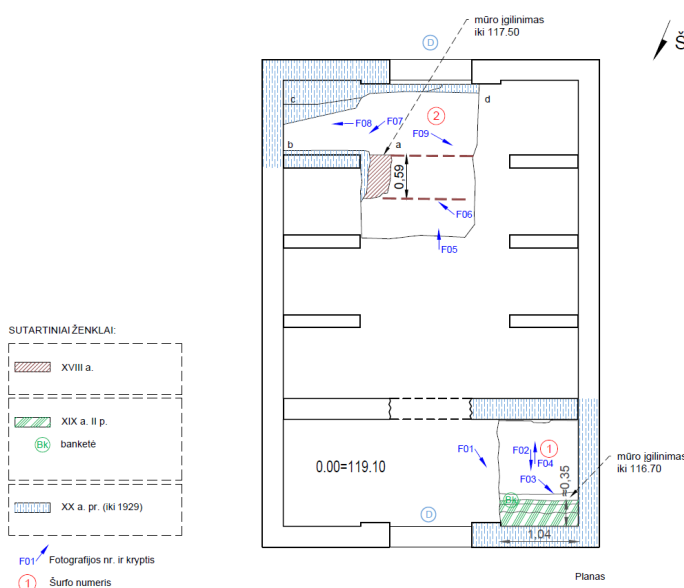 mūro įgilinimas
iki 117.50
Š
D
c
d
2
F08
F07
F09
b
a
0,59
F06
F05
SUTARTINIAI ŽENKLAI:
XVIII a.
XIX a. II p.
Bk banketė
XX a. pr. (iki 1929)
F01 Fotografijos nr. ir kryptis
1 Šurfo numeris
0.00=119.10
F01
F02
1
F04
F03
mūro įgilinimas
iki 116.70
≈0,35
Bk
D
1,04
Planas